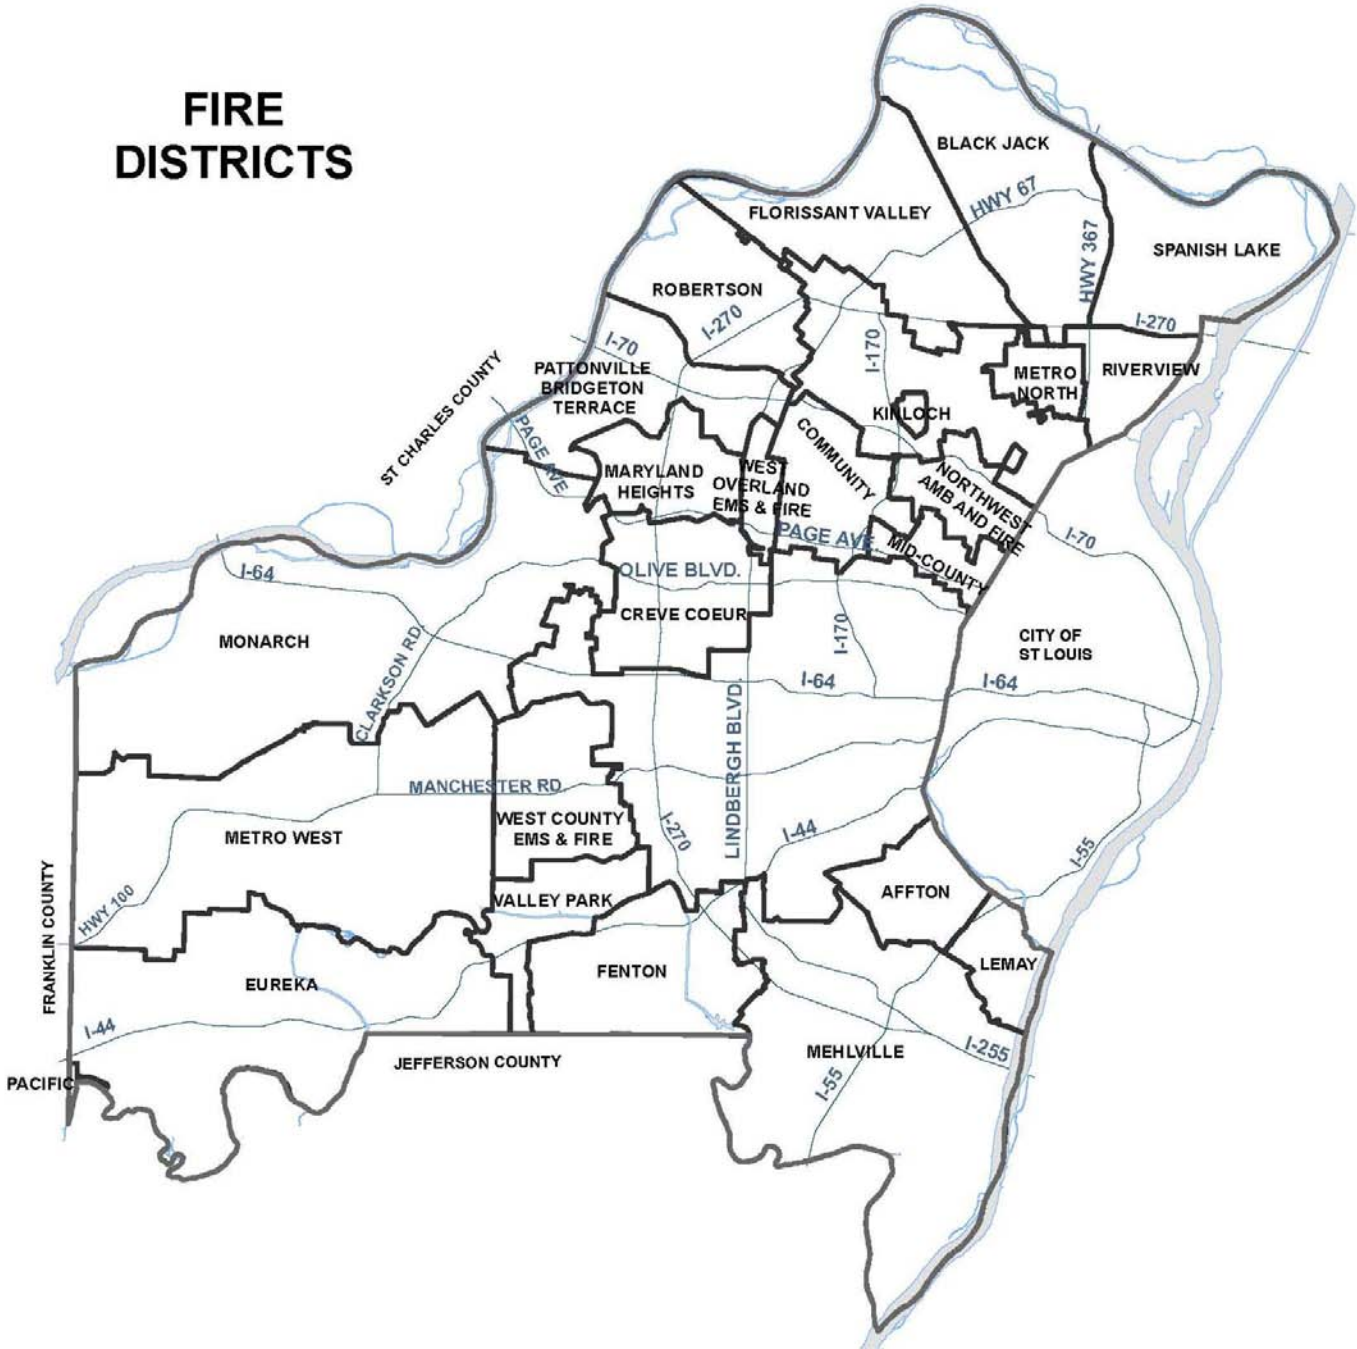 FIRE
DISTRICTS
BLACK JACK
HWY 67
FLORISSANT VALLEY
HWY 367
SPANISH LAKE
ROBERTSON
I-270
I-270
I-70
I-170
PATTONVILLE
BRIDGETON
TERRACE
METRO
NORTH
RIVERVIEW
ST CHARLES COUNTY
KINLOCH
PAGE AVE
COMMUNITY
MARYLAND
HEIGHTS
WEST
OVERLAND
EMS & FIRE
NORTHWEST
AMB AND FIRE
PAGE AVE.
MID-COUNTY
I-70
I-64
OLIVE BLVD.
CREVE COEUR
MONARCH
CLARKSON RD.
I-170
CITY OF
ST LOUIS
I-64
I-64
LINDBERGH BLVD.
MANCHESTER RD
METRO WEST
WEST COUNTY
EMS & FIRE
I-270
I-44
I-55
FRANKLIN COUNTY
HWY 100
VALLEY PARK
AFFTON
EUREKA
FENTON
LEMAY
I-44
JEFFERSON COUNTY
MEHLVILLE
I-255
PACIFIC
I-55